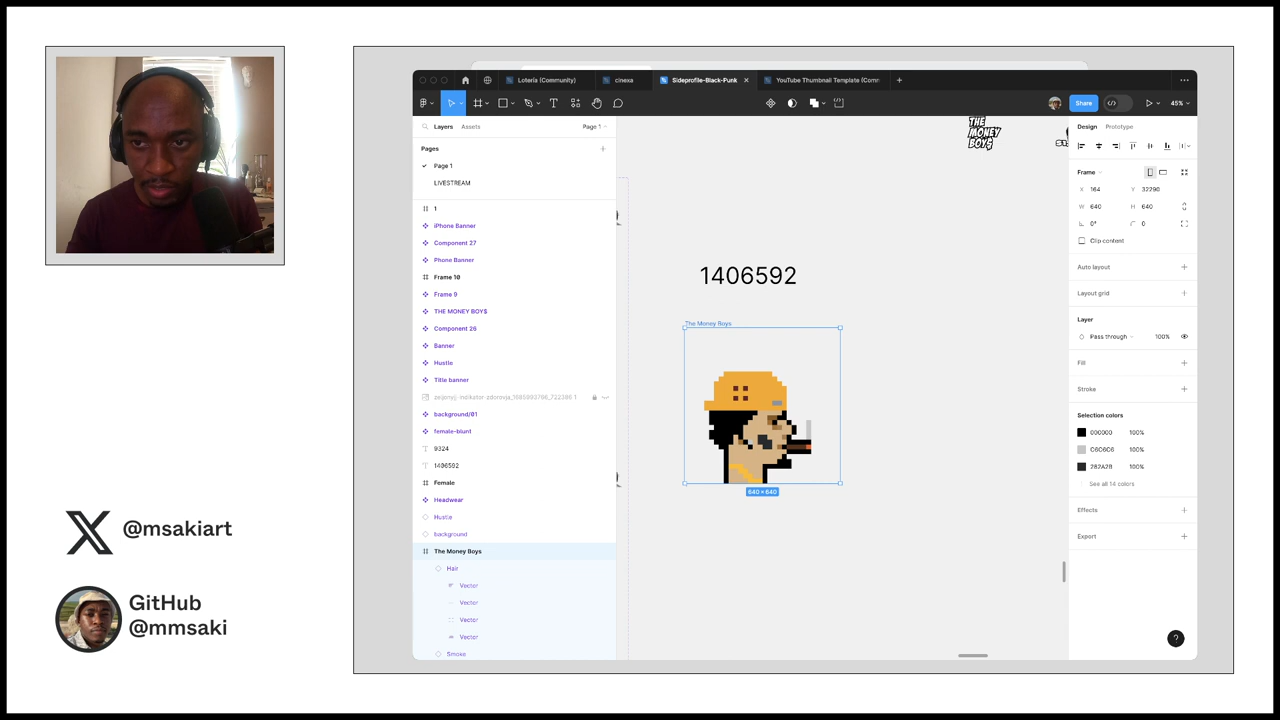 Lotería (Community)
cinexa
Sideprofile-Black-Punk
YouTube Thumbnail Template (Comm
Share
45%
Layers
Assets
Page 1
Pages
Page 1
LIVESTREAM
1
iPhone Banner
Component 27
Phone Banner
Frame 10
Frame 9
THE MONEY BOY$
Component 26
Banner
Hustle
Title banner
background/01
female-blunt
9324
1406592
Female
Headwear
Hustle
background
The Money Boys
Hair
Vector
Vector
Vector
Vector
Smoke
THE
MONEY
BOY$
1406592
The Money Boys
640 × 640
Design
Prototype
Frame
X 164 Y 32290
W 640 H 640
0° 0
Clip content
Auto layout
Layout grid
Layer
Pass through 100%
Fill
Stroke
Selection colors
000000 100%
C6C6C6 100%
282A2B 100%
See all 14 colors
Effects
Export
?
@msakiart
GitHub
@mmsaki